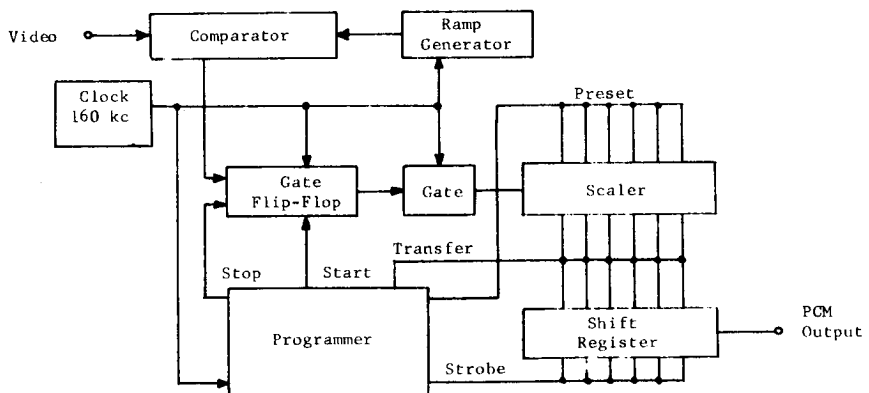 Video
Comparator
Ramp
Generator
Clock
160 kc
Preset
Gate
Flip-Flop
Gate
Scaler
Transfer
Stop
Start
Programmer
Shift
Register
PCM
Output
Strobe